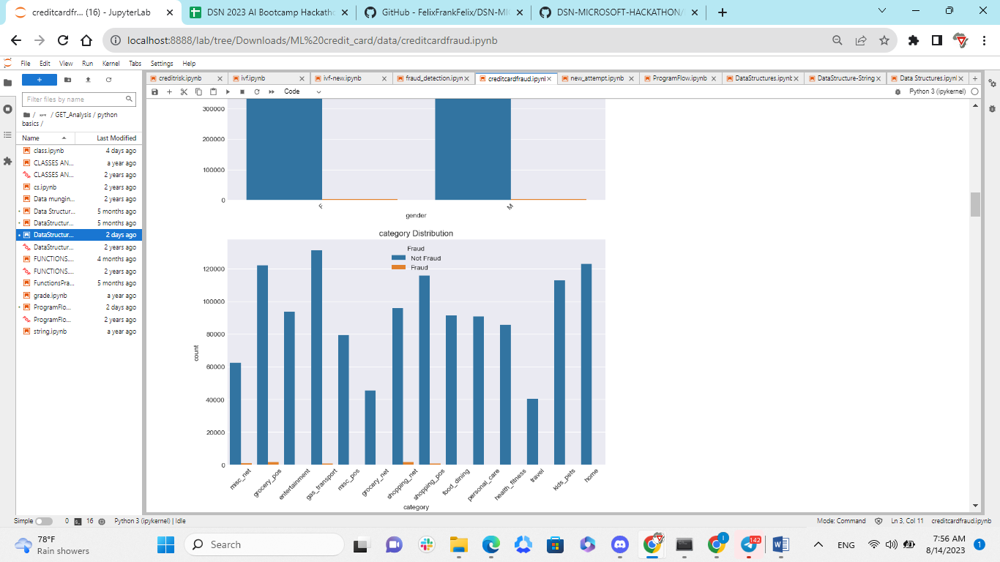 creditcardfr... (16) - JupyterLab
DSN 2023 AI Bootcamp Hackatho
GitHub - FelixFrankFelix/DSN-MIC
DSN-MICROSOFT-HACKATHON/
localhost:8888/lab/tree/Downloads/ML%20credit_card/data/creditcardfraud.ipynb
File Edit View Run Kernel Tabs Settings Help
creditrisk.ipynb
ivf.ipynb
ivf-new.ipynb
fraud_detection.ipyn
creditcardfraud.ipynl
new_attempt.ipynb
ProgramFlow.ipynb
DataStructures.ipynb
DataStructure-String
Data Structures.ipynl
Code
Python 3 (ipykernel)
Filter files by name
/ ... / GET_Analysis / python
basics /
Name Last Modified
class.ipynb 4 days ago
CLASSES AN... a year ago
CLASSES AN... 2 years ago
cs.ipynb 2 years ago
Data mungin... 2 years ago
Data Structur... 5 months ago
DataStructur... 5 months ago
DataStructur... 2 days ago
DataStructur... 2 years ago
FUNCTIONS.... 4 months ago
FUNCTIONS.... 2 years ago
FunctionsPra... 5 months ago
grade.ipynb a year ago
ProgramFlo... 2 days ago
ProgramFlo... 2 years ago
string.ipynb a year ago
300000
200000
100000
0
F M
gender
category Distribution
Fraud
Not Fraud
Fraud
120000
100000
80000
60000
40000
20000
0
count
misc_net
grocery_pos
entertainment
gas_transport
misc_pos
grocery_net
shopping_net
shopping_pos
food_dining
personal_care
health_fitness
travel
kids_pets
home
category
Simple 0 16 Python 3 (ipykernel) | Idle
Mode: Command Ln 3, Col 11 creditcardfraud.ipynb
78°F
Rain showers
Search
142
ENG
7:56 AM
8/14/2023
1